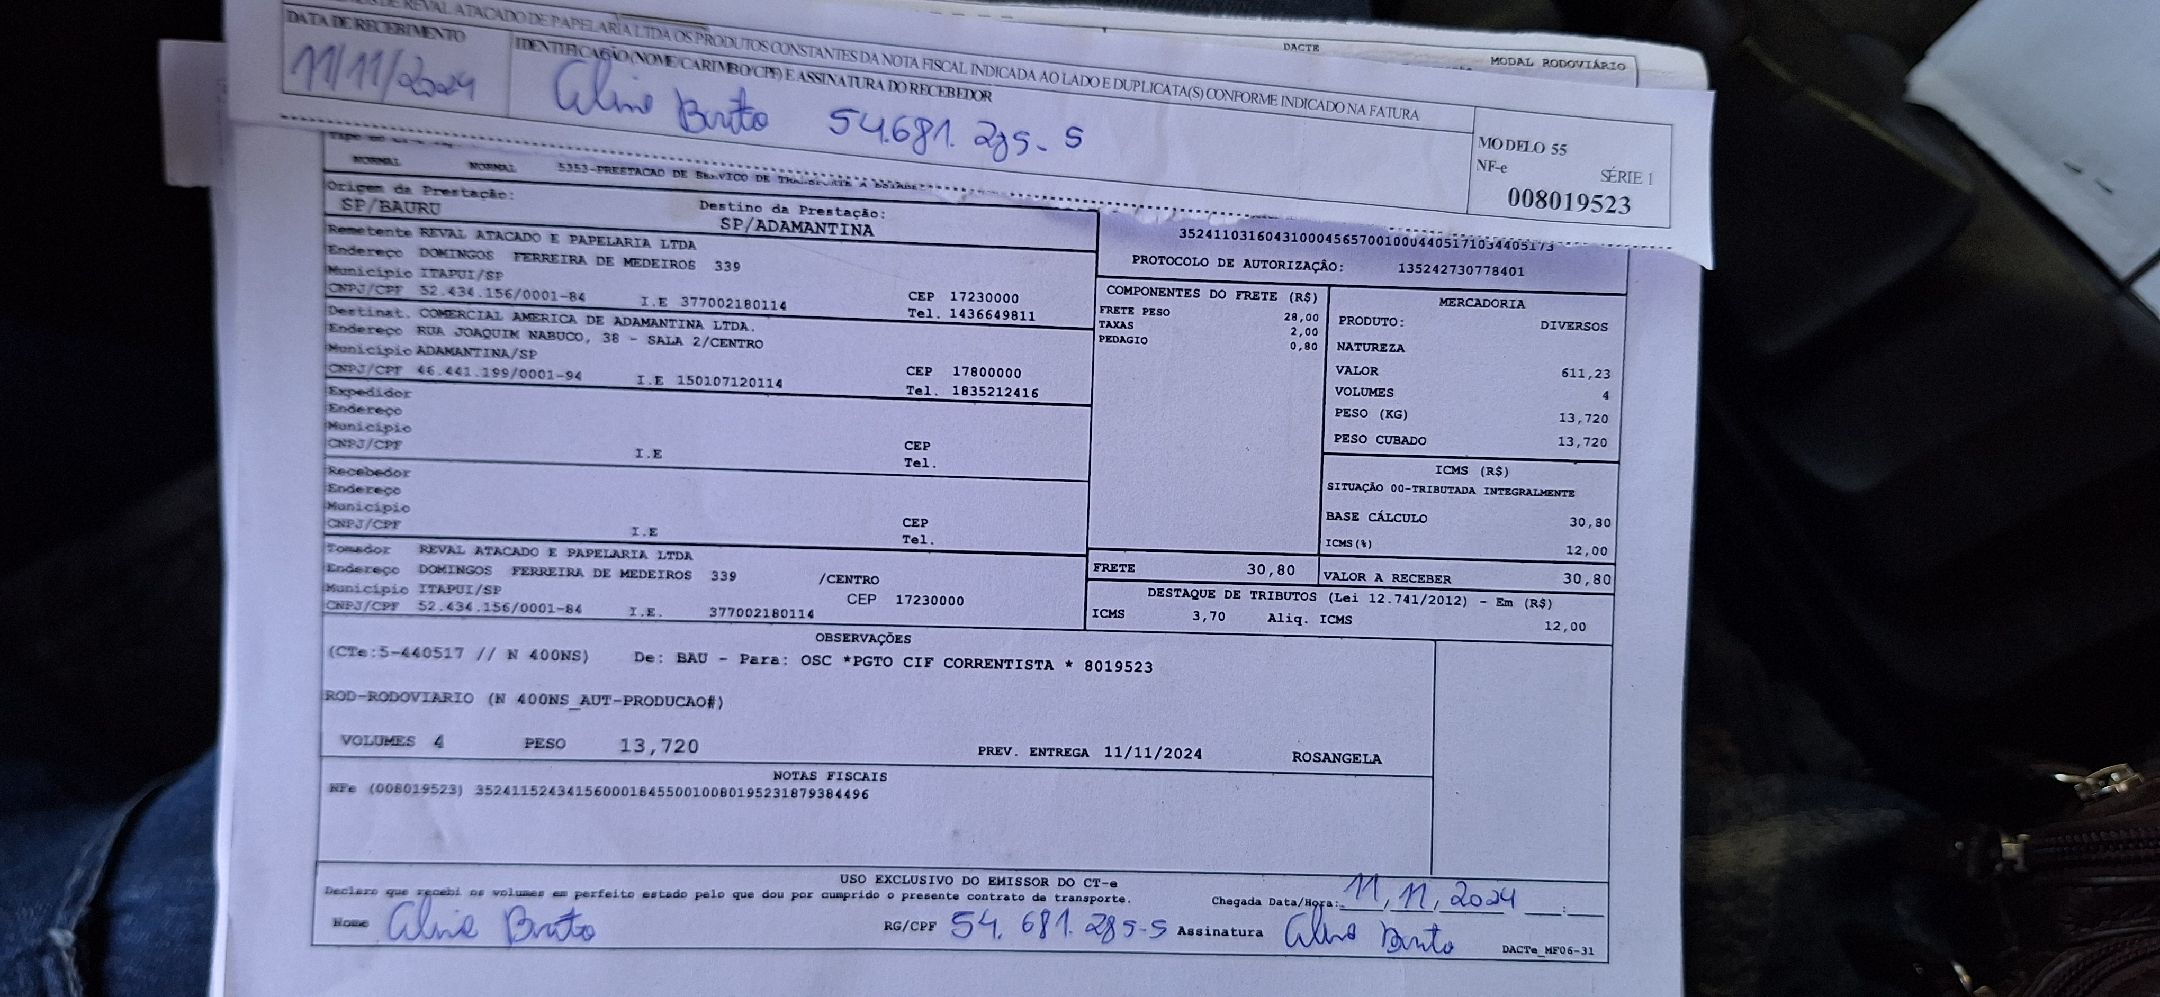 DE REVAL ATACADO DE PAPELARIA LTDA OS PRODUTOS CONSTANTES DA NOTA FISCAL INDICADA AO LADO E DUPLICATA(S) CONFORME INDICADO NA FATURA
DACTE
MODAL RODOVIÁRIO
DATA DE RECEBIMENTO
11/11/2024
IDENTIFICAÇÃO (NOME/CARIMBO/CPF) E ASSINATURA DO RECEBEDOR
Aline Brito 54.681.285-5
MODELO 55
NF-e SÉRIE 1
008019523
NORMAL NORMAL 5353-PRESTACAO DE SERVICO DE
Origem da Prestação:
SP/BAURU
Destino da Prestação:
SP/ADAMANTINA
Remetente REVAL ATACADO E PAPELARIA LTDA
Endereço DOMINGOS FERREIRA DE MEDEIROS 339
Município ITAPUI/SP
CEP 17230000
CNPJ/CPF 52.434.156/0001-84 I.E 377002180114 Tel. 1436649811
Destinat. COMERCIAL AMERICA DE ADAMANTINA LTDA.
Endereço RUA JOAQUIM NABUCO, 38 - SALA 2/CENTRO
Município ADAMANTINA/SP
CEP 17800000
CNPJ/CPF 46.441.199/0001-94 I.E 150107120114 Tel. 1835212416
Expedidor
Endereço
Município
CEP
CNPJ/CPF I.E Tel.
Recebedor
Endereço
Município
CEP
CNPJ/CPF I.E Tel.
Tomador REVAL ATACADO E PAPELARIA LTDA
Endereço DOMINGOS FERREIRA DE MEDEIROS 339 /CENTRO
Município ITAPUI/SP CEP 17230000
CNPJ/CPF 52.434.156/0001-84 I.E. 377002180114
PROTOCOLO DE AUTORIZAÇÃO: 135242730778401
COMPONENTES DO FRETE (R$)
FRETE PESO 28,00
TAXAS 2,00
PEDAGIO 0,80
MERCADORIA
PRODUTO: DIVERSOS
NATUREZA
VALOR 611,23
VOLUMES 4
PESO (KG) 13,720
PESO CUBADO 13,720
ICMS (R$)
SITUAÇÃO 00-TRIBUTADA INTEGRALMENTE
BASE CÁLCULO 30,80
ICMS(%) 12,00
FRETE 30,80
VALOR A RECEBER 30,80
DESTAQUE DE TRIBUTOS (Lei 12.741/2012) - Em (R$)
ICMS 3,70 Aliq. ICMS 12,00
OBSERVAÇÕES
(CTe:5-440517 // N 400NS) De: BAU - Para: OSC *PGTO CIF CORRENTISTA * 8019523
ROD-RODOVIARIO (N 400NS_AUT-PRODUCAO#)
VOLUMES 4 PESO 13,720 PREV. ENTREGA 11/11/2024 ROSANGELA
NOTAS FISCAIS
NFe (008019523) 35241152434156000184550010080195231879384496
USO EXCLUSIVO DO EMISSOR DO CT-e
Declaro que recebi os volumes em perfeito estado pelo que dou por cumprido o presente contrato de transporte.
Chegada Data/Hora: 11, 11, 2024 __:__
Nome Aline Brito RG/CPF 54.681.285-5 Assinatura Aline Brito
DACTe_MF06-31